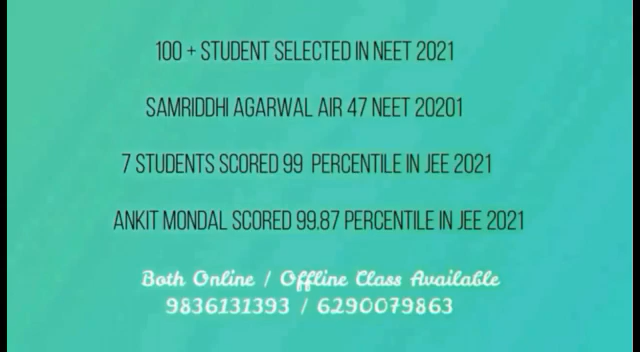 100 + STUDENT SELECTED IN NEET 2021
SAMRIDDHI AGARWAL AIR 47 NEET 20201
7 STUDENTS SCORED 99 PERCENTILE IN JEE 2021
ANKIT MONDAL SCORED 99.87 PERCENTILE IN JEE 2021
Both Online / Offline Class Available
9836131393 / 6290079863